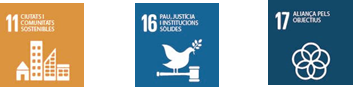 11 CIUTATS I
COMUNITATS
SOSTENIBLES
16 PAU, JUSTÍCIA
I INSTITUCIONS
SÒLIDES
17 ALIANÇA PELS
OBJECTIUS